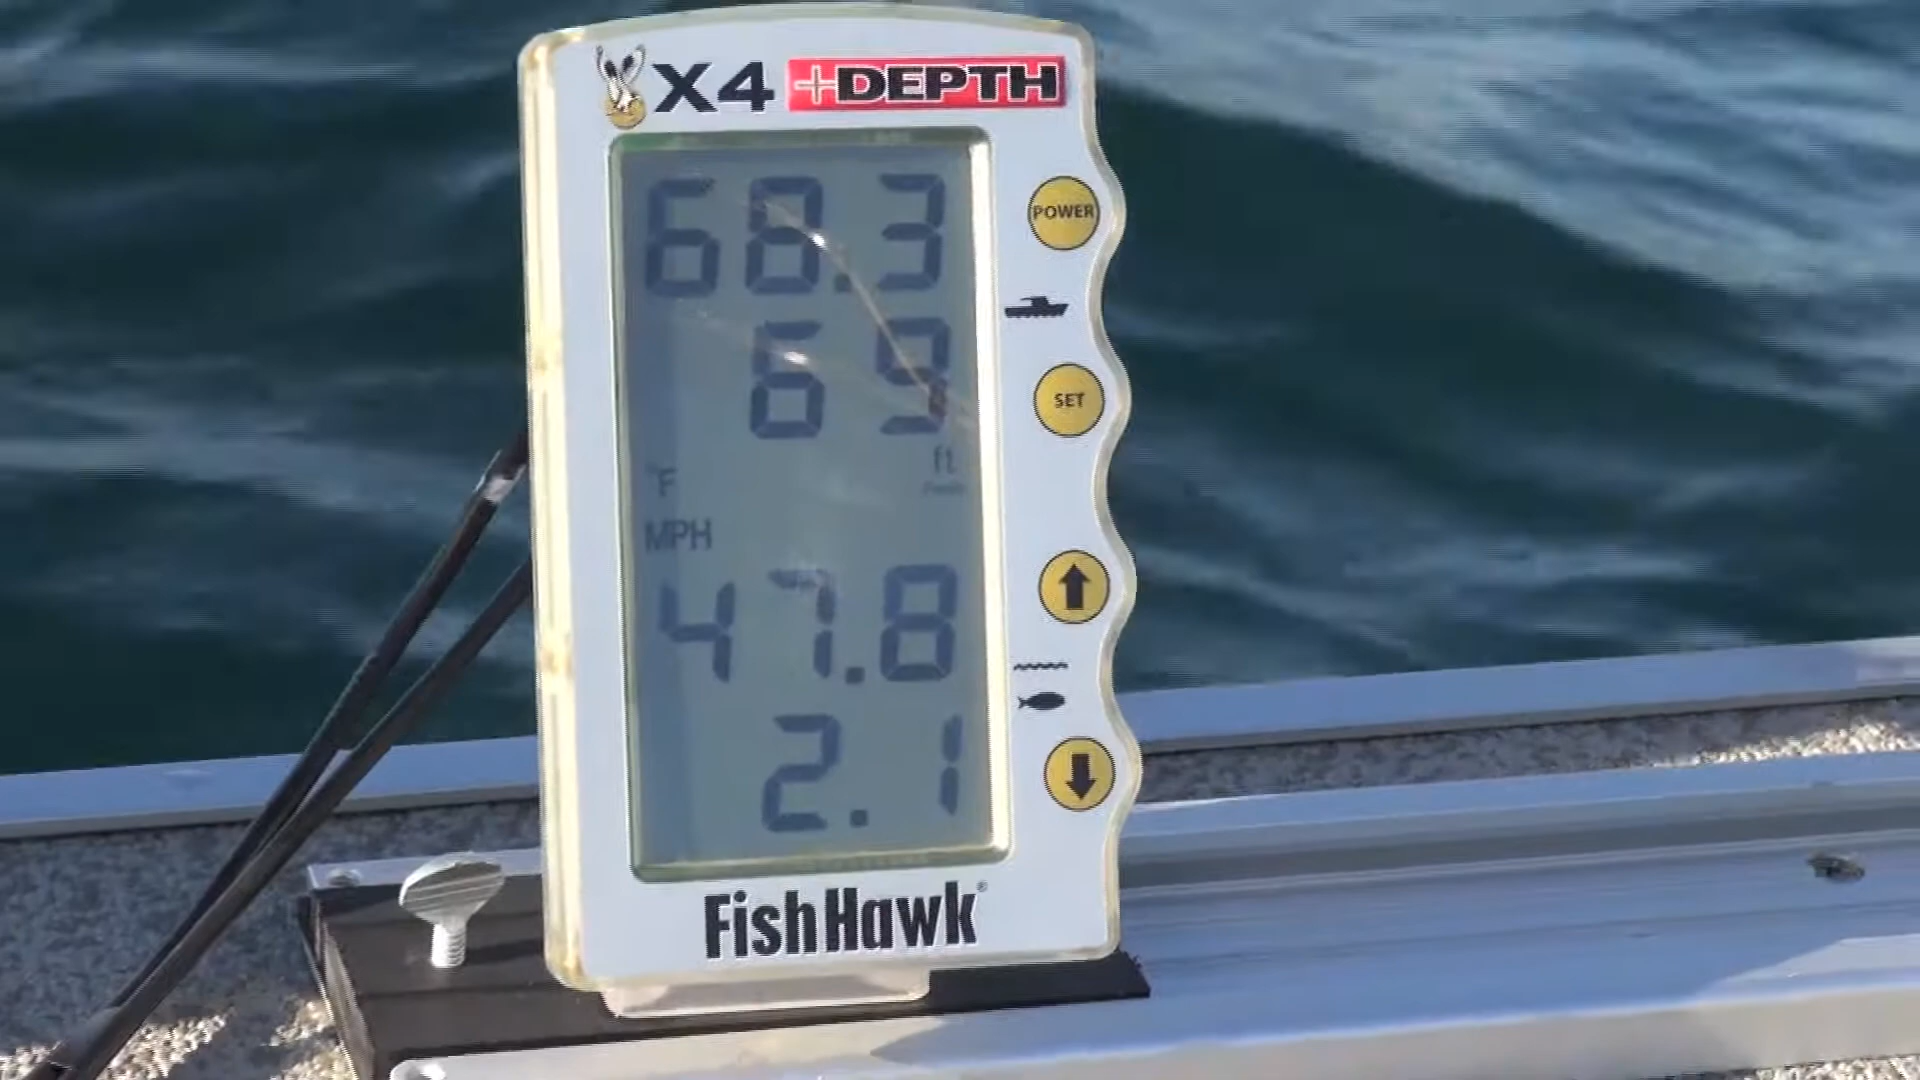 X4 +DEPTH
68.3
POWER
69
SET
ft
°F
MPH
47.8
2.1
FishHawk®